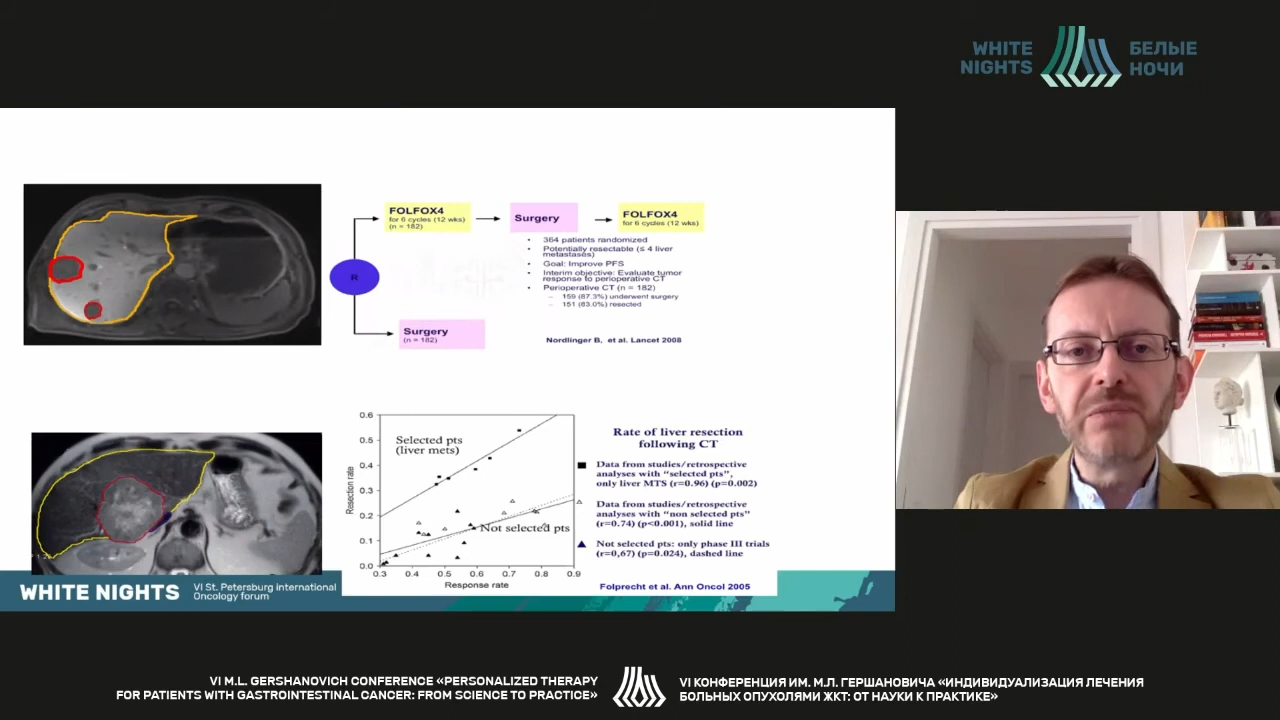 WHITE
NIGHTS
БЕЛЫЕ
НОЧИ
FOLFOX4
for 6 cycles (12 wks)
(n = 182)
Surgery
FOLFOX4
for 6 cycles (12 wks)
R
• 364 patients randomized
• Potentially resectable (≤ 4 liver
metastases)
• Goal: Improve PFS
• Interim objective: Evaluate tumor
response to perioperative CT
• Perioperative CT (n = 182)
– 159 (87.3%) underwent surgery
– 151 (83.0%) resected
Surgery
(n = 182)
Nordlinger B, et al. Lancet 2008
0.6
0.5
0.4
0.3
0.2
0.1
0.0
Resection rate
Selected pts
(liver mets)
Not selected pts
0.3 0.4 0.5 0.6 0.7 0.8 0.9
Response rate
Rate of liver resection
following CT
Data from studies/retrospective
analyses with “selected pts”,
only liver MTS (r=0.96) (p=0.002)
Data from studies/retrospective
analyses with “non selected pts”
(r=0.74) (p<0.001), solid line
Not selected pts: only phase III trials
(r=0,67) (p=0.024), dashed line
Folprecht et al. Ann Oncol 2005
WHITE NIGHTS
VI St. Petersburg International
Oncology forum
VI M.L. GERSHANOVICH CONFERENCE «PERSONALIZED THERAPY
FOR PATIENTS WITH GASTROINTESTINAL CANCER: FROM SCIENCE TO PRACTICE»
VI КОНФЕРЕНЦИЯ ИМ. М.Л. ГЕРШАНОВИЧА «ИНДИВИДУАЛИЗАЦИЯ ЛЕЧЕНИЯ
БОЛЬНЫХ ОПУХОЛЯМИ ЖКТ: ОТ НАУКИ К ПРАКТИКЕ»